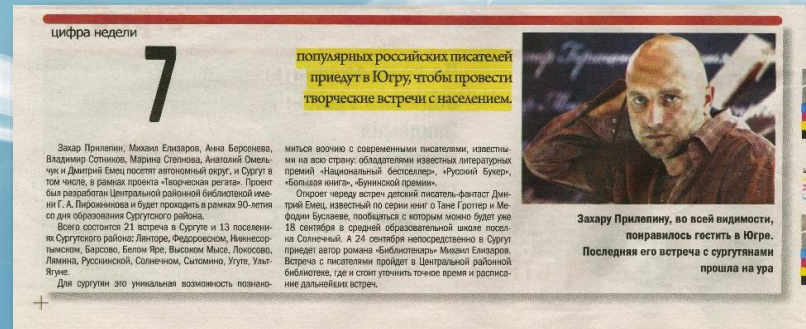 цифра недели
7
популярных российских писателей
приедут в Югру, чтобы провести
творческие встречи с населением.
Захар Прилепин, Михаил Елизаров, Анна Берсенева,
Владимир Сотников, Марина Степнова, Анатолий Омель-
чук и Дмитрий Емец посетят автономный округ, и Сургут в
том числе, в рамках проекта «Творческая регата». Проект
был разработан Центральной районной библиотекой име-
ни Г. А. Пирожникова и будет проходить в рамках 90-летия
со дня образования Сургутского района.
Всего состоится 21 встреча в Сургуте и 13 поселени-
ях Сургутского района: Лянторе, Федоровском, Нижнесор-
тымском, Барсово, Белом Яре, Высоком Мысе, Локосово,
Лямина, Русскинской, Солнечном, Сытомино, Угуте, Ульт-
Ягуне.
Для сургутян это уникальная возможность познако-
миться воочию с современными писателями, известны-
ми на всю страну: обладателями известных литературных
премий «Национальный бестселлер», «Русский Букер»,
«Большая книга», «Бунинской премии».
Откроет череду встреч детский писатель-фантаст Дми-
трий Емец, известный по серии книг о Тане Гроттер и Ме-
фодии Буслаеве, пообщаться с которым можно будет уже
18 сентября в средней образовательной школе посел-
ка Солнечный. А 24 сентября непосредственно в Сургут
приедет автор романа «Библиотекарь» Михаил Елизаров.
Встреча с писателями пройдет в Центральной районной
библиотеке, где и стоит уточнить точное время и расписа-
ние дальнейших встреч.
Захару Прилепину, во всей видимости,
понравилось гостить в Югре.
Последняя его встреча с сургутянами
прошла на ура